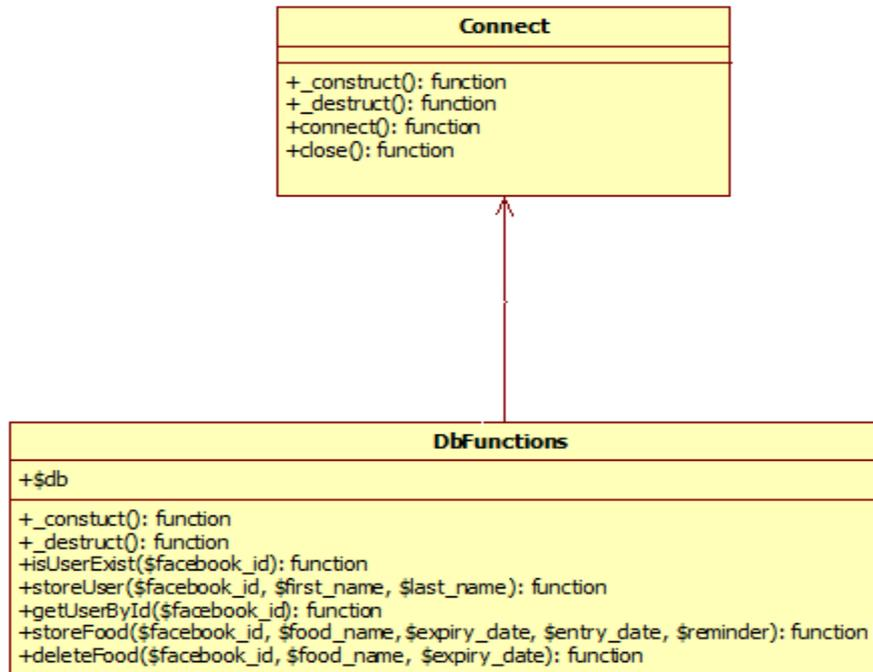 Connect
+_construct(): function
+_destruct(): function
+connect(): function
+close(): function
DbFunctions
+$db
+_constuct(): function
+_destruct(): function
+isUserExist($facebook_id): function
+storeUser($facebook_id, $first_name, $last_name): function
+getUserById($facebook_id): function
+storeFood($facebook_id, $food_name,$expiry_date, $entry_date, $reminder): function
+deleteFood($facebook_id, $food_name, $expiry_date): function